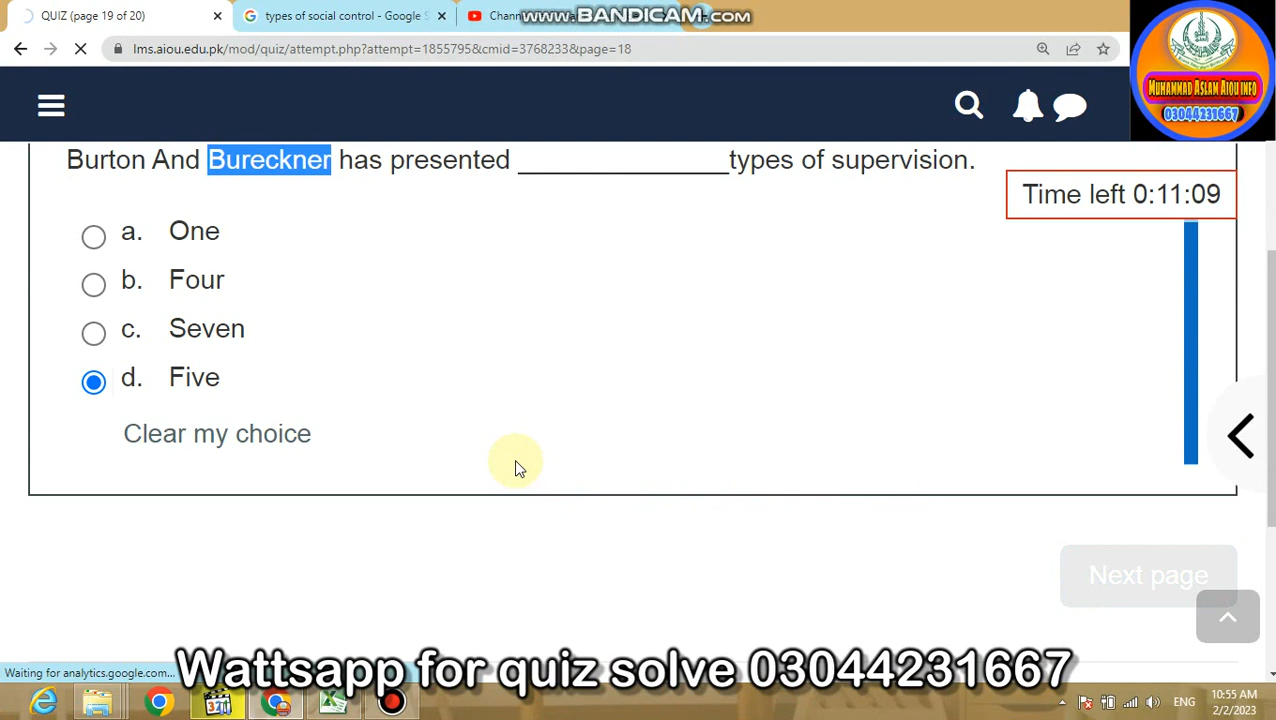 QUIZ (page 19 of 20)
types of social control - Google S
Chann
www.BANDICAM.com
lms.aiou.edu.pk/mod/quiz/attempt.php?attempt=1855795&cmid=3768233&page=18
MUHAMMAD ASLAM AIOU INFO
03044231667
Burton And Bureckner has presented ______________types of supervision.
Time left 0:11:09
a. One
b. Four
c. Seven
d. Five
Clear my choice
Next page
Waiting for analytics.google.com...
Wattsapp for quiz solve 03044231667
ENG
10:55 AM
2/2/2023